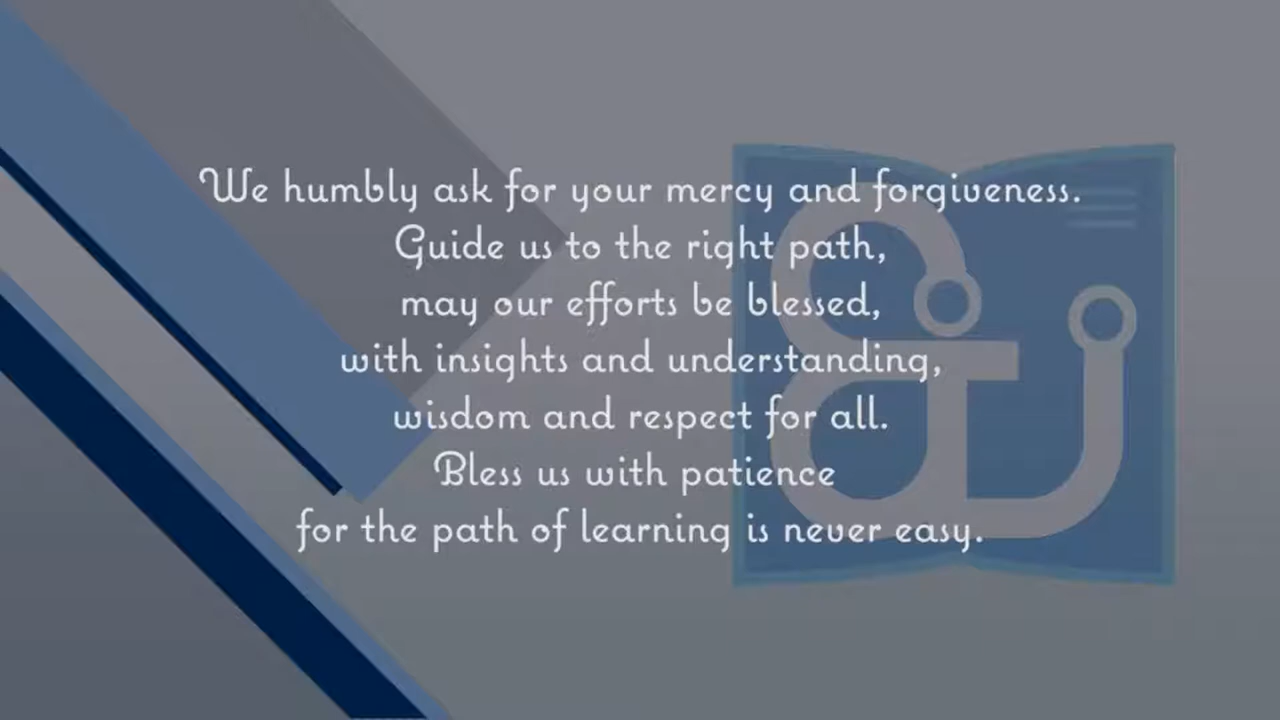 We humbly ask for your mercy and forgiveness.
Guide us to the right path,
may our efforts be blessed,
with insights and understanding,
wisdom and respect for all.
Bless us with patience
for the path of learning is never easy.